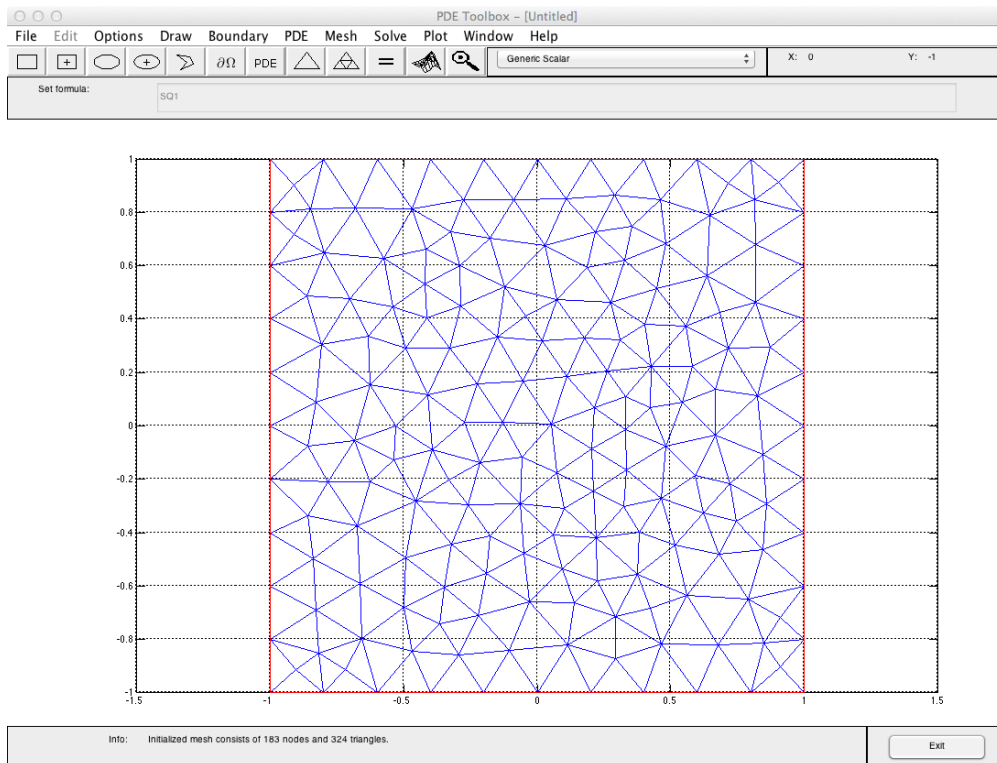 PDE Toolbox – [Untitled]
File Edit Options Draw Boundary PDE Mesh Solve Plot Window Help
∂Ω PDE = Generic Scalar X: 0 Y: -1
Set formula: SQ1
1
0.8
0.6
0.4
0.2
0
-0.2
-0.4
-0.6
-0.8
-1
-1.5 -1 -0.5 0 0.5 1 1.5
Info: Initialized mesh consists of 183 nodes and 324 triangles. Exit